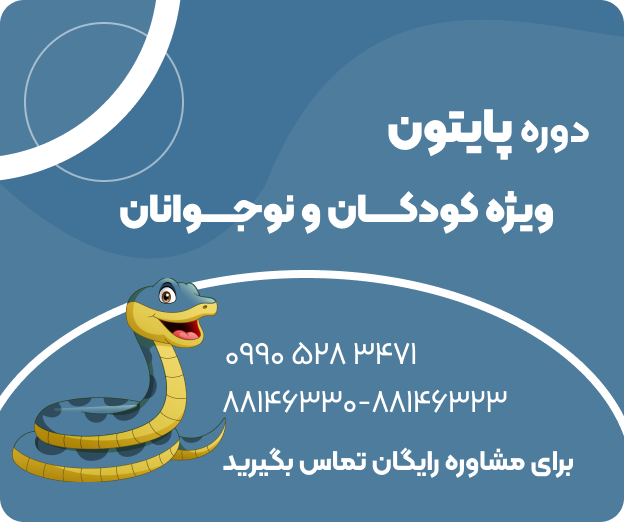 دوره پایتون
ویژه کودکـــان و نوجـــوانان
۰۹۹۰ ۵۲۸ ۳۴۷۱
۸۸۱۴۶۳۳۰-۸۸۱۴۶۳۲۳
برای مشاوره رایگان تماس بگیرید